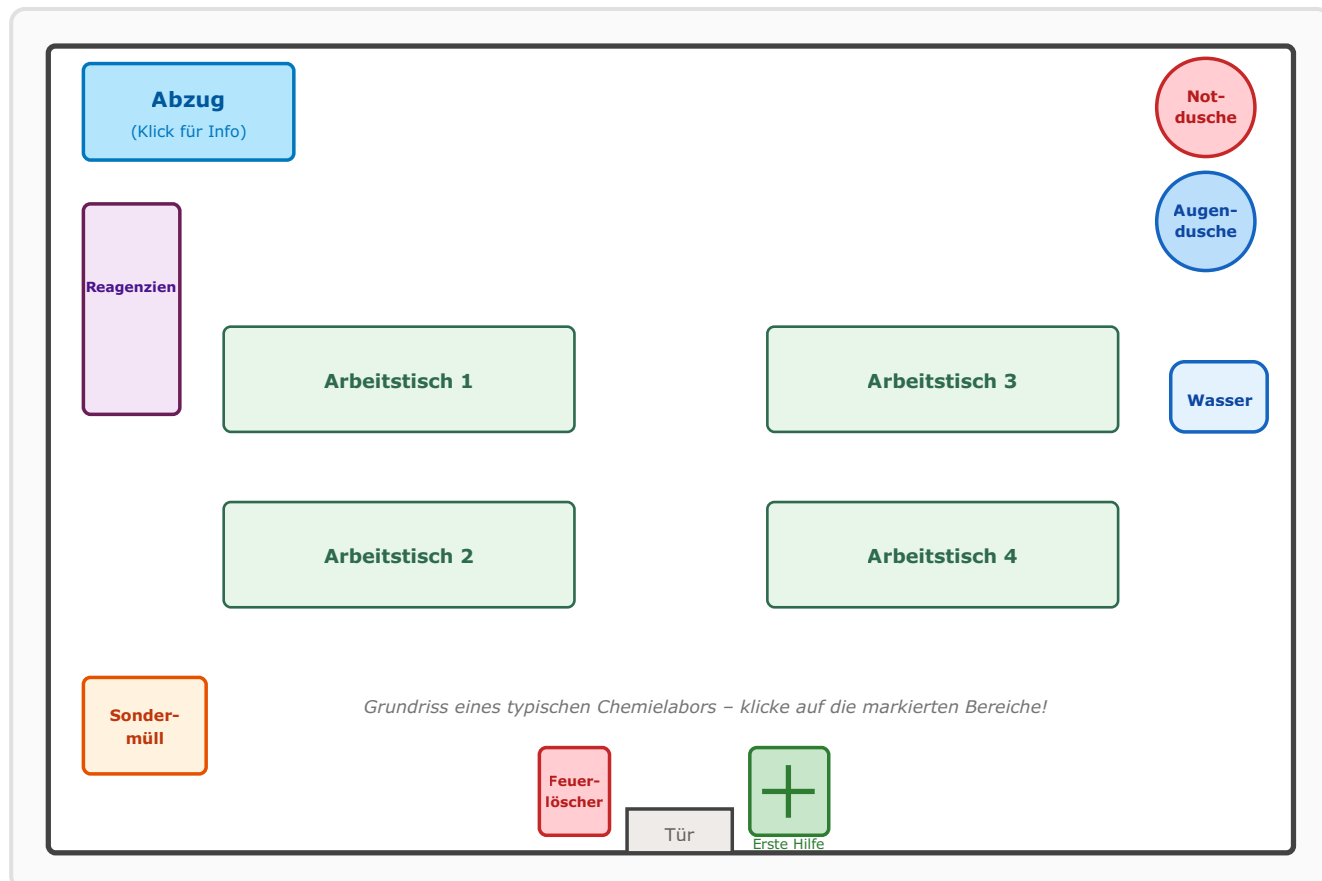 Abzug
(Klick für Info)
Not-
dusche
Augen-
dusche
Reagenzien
Arbeitstisch 1
Arbeitstisch 3
Wasser
Arbeitstisch 2
Arbeitstisch 4
Sonder-
müll
Grundriss eines typischen Chemielabors – klicke auf die markierten Bereiche!
Feuer-
löscher
Tür
Erste Hilfe